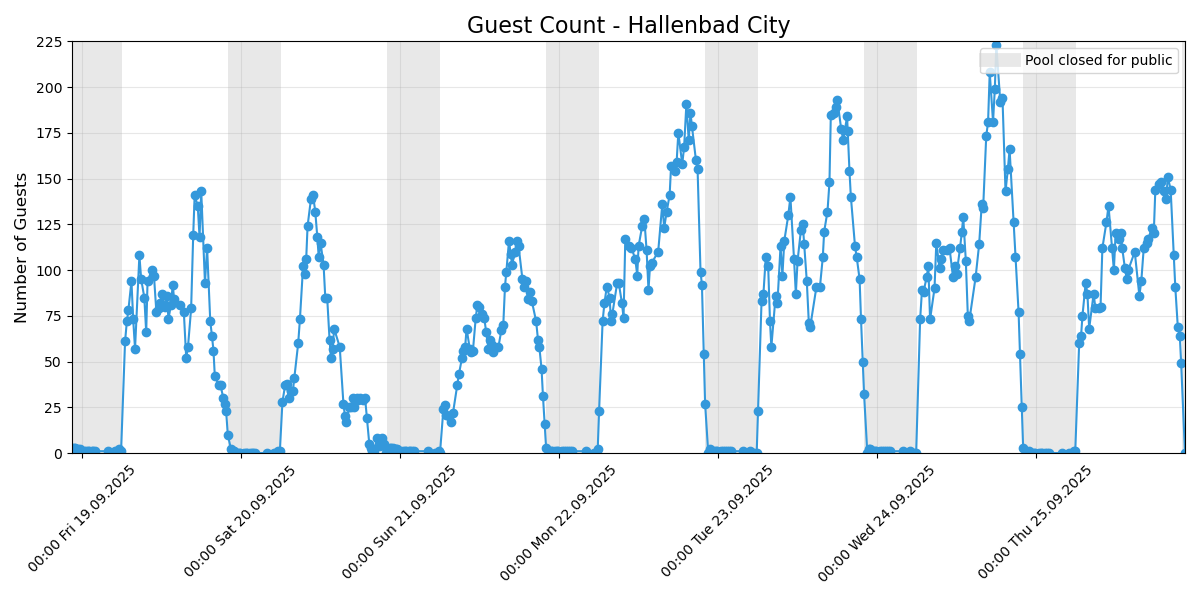 Guest Count - Hallenbad City
Number of Guests
225
200
175
150
125
100
75
50
25
0
Pool closed for public
00:00 Fri 19.09.2025
00:00 Sat 20.09.2025
00:00 Sun 21.09.2025
00:00 Mon 22.09.2025
00:00 Tue 23.09.2025
00:00 Wed 24.09.2025
00:00 Thu 25.09.2025